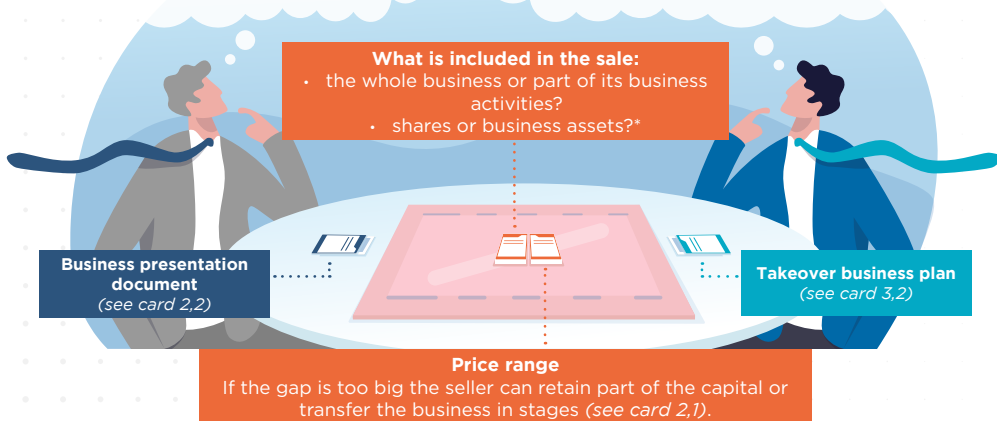 What is included in the sale:
• the whole business or part of its business
activities?
• shares or business assets?*
Business presentation
document
(see card 2,2)
Takeover business plan
(see card 3,2)
Price range
If the gap is too big the seller can retain part of the capital or
transfer the business in stages (see card 2,1).